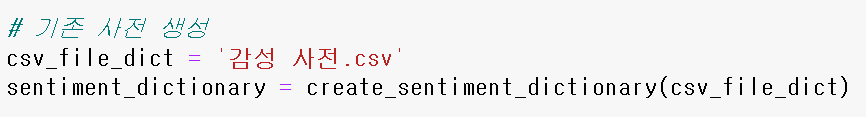 # 기존 사전 생성
csv_file_dict = '감성 사전.csv'
sentiment_dictionary = create_sentiment_dictionary(csv_file_dict)